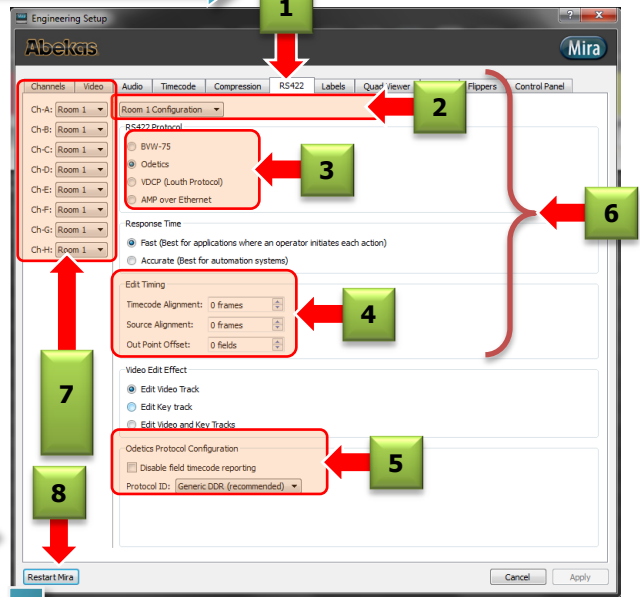 1
Engineering Setup
Abekas
Mira
Channels Video Audio Timecode Compression RS422 Labels Quad Viewer Flippers Control Panel
Ch-A: Room 1
Ch-B: Room 1
Ch-C: Room 1
Ch-D: Room 1
Ch-E: Room 1
Ch-F: Room 1
Ch-G: Room 1
Ch-H: Room 1
Room 1 Configuration
2
RS422 Protocol
BVW-75
Odetics
VDCP (Louth Protocol)
AMP over Ethernet
3
6
Response Time
Fast (Best for applications where an operator initiates each action)
Accurate (Best for automation systems)
Edit Timing
Timecode Alignment: 0 frames
Source Alignment: 0 frames
Out Point Offset: 0 fields
4
7
Video Edit Effect
Edit Video Track
Edit Key track
Edit Video and Key Tracks
Odetics Protocol Configuration
Disable field timecode reporting
Protocol ID: Generic DDR (recommended)
5
8
Restart Mira
Cancel
Apply